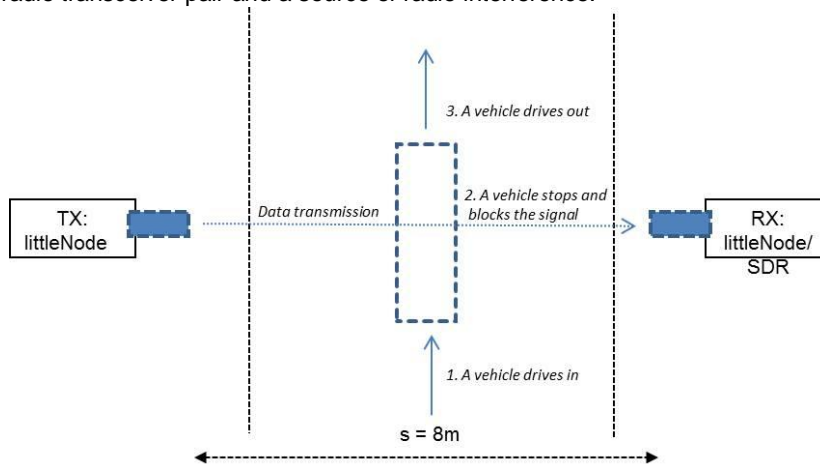 radio transceiver pair and a source of radio interference.
3. A vehicle drives out
TX:
littleNode
Data transmission
2. A vehicle stops and
blocks the signal
RX:
littleNode/
SDR
1. A vehicle drives in
s = 8m